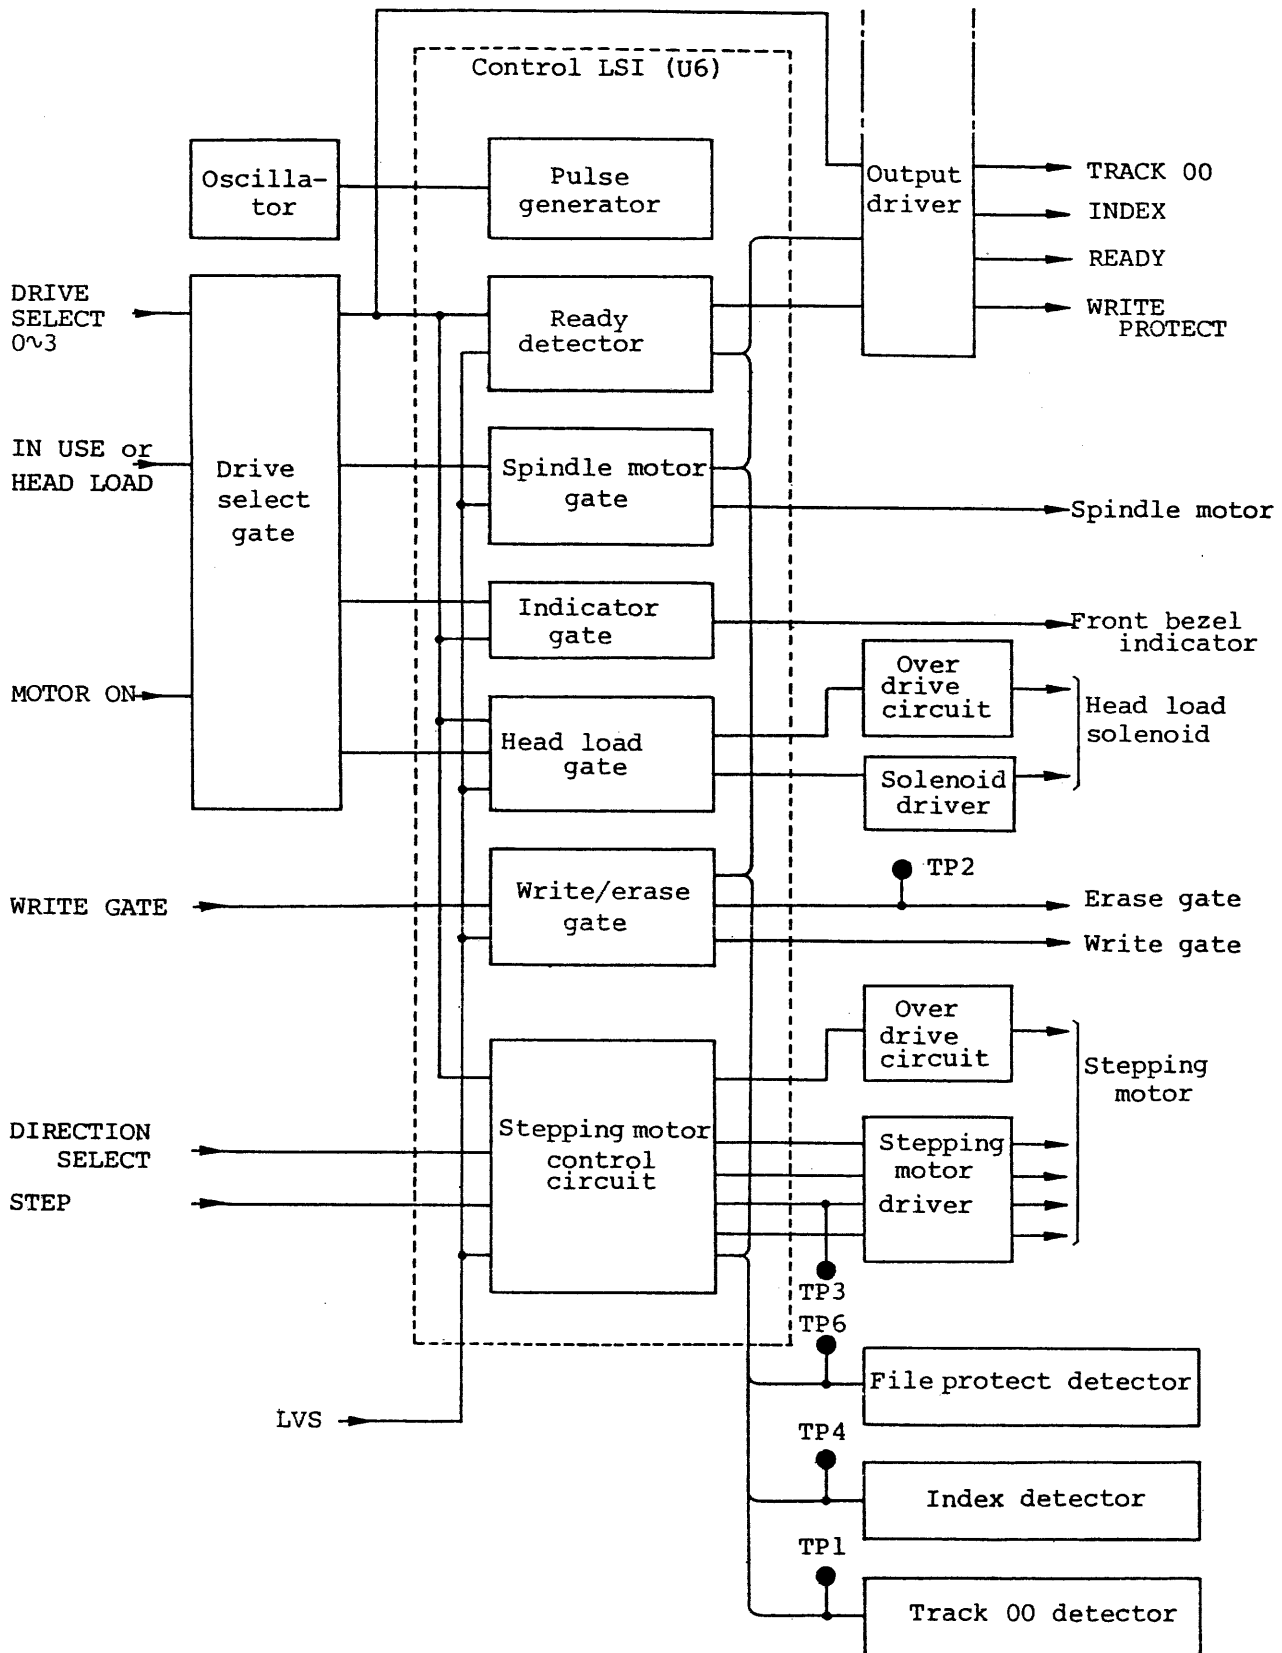 Control LSI (U6)
Oscilla-
tor
Pulse
generator
Output
driver
TRACK 00
INDEX
READY
WRITE
PROTECT
DRIVE
SELECT
0~3
Ready
detector
IN USE or
HEAD LOAD
Drive
select
gate
Spindle motor
gate
Spindle motor
Indicator
gate
Front bezel
indicator
MOTOR ON
Head load
gate
Over
drive
circuit
Solenoid
driver
Head load
solenoid
WRITE GATE
Write/erase
gate
TP2
Erase gate
Write gate
Over
drive
circuit
Stepping
motor
DIRECTION
SELECT
STEP
Stepping motor
control
circuit
Stepping
motor
driver
TP3
TP6
File protect detector
LVS
TP4
Index detector
TP1
Track 00 detector